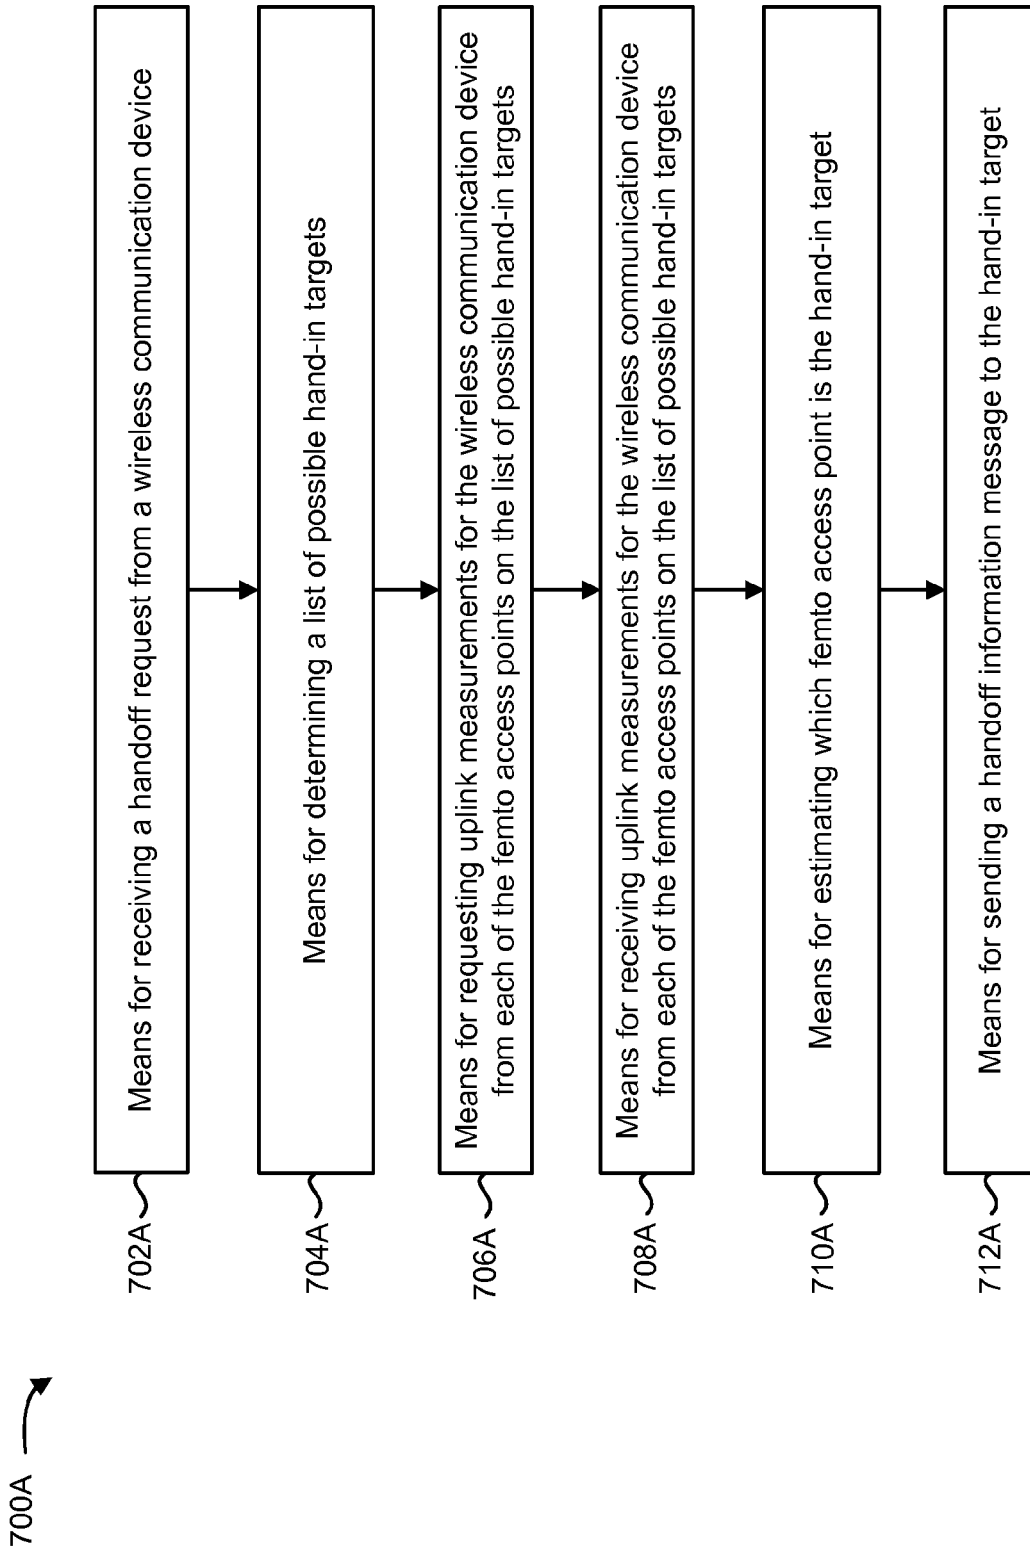 700A
702A
Means for receiving a handoff request from a wireless communication device
704A
Means for determining a list of possible hand-in targets
706A
Means for requesting uplink measurements for the wireless communication device
from each of the femto access points on the list of possible hand-in targets
708A
Means for receiving uplink measurements for the wireless communication device
from each of the femto access points on the list of possible hand-in targets
710A
Means for estimating which femto access point is the hand-in target
712A
Means for sending a handoff information message to the hand-in target